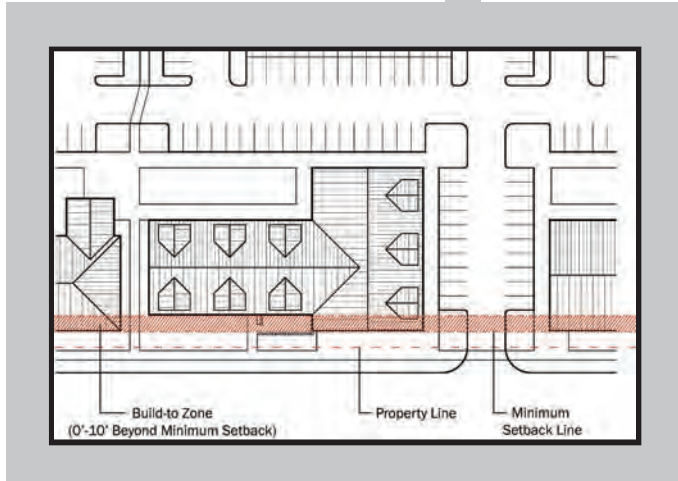 Build-to Zone
(0'-10' Beyond Minimum Setback)
Property Line
Minimum
Setback Line